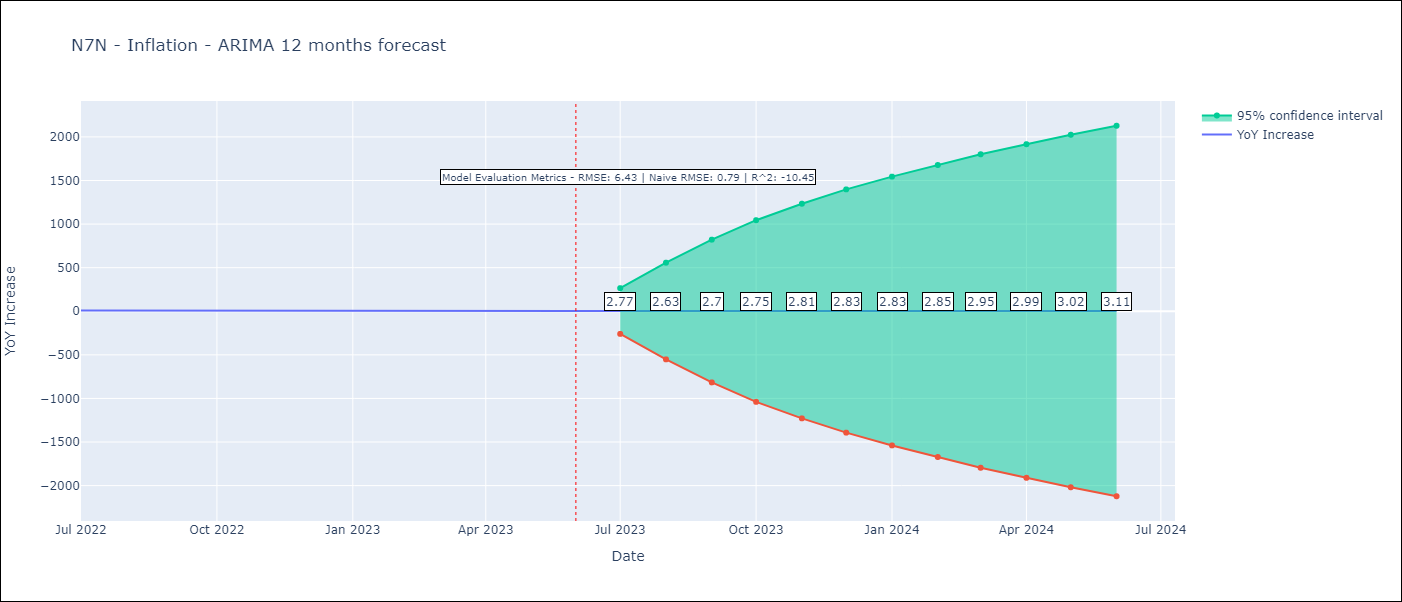 N7N - Inflation - ARIMA 12 months forecast
95% confidence interval
YoY Increase
Model Evaluation Metrics - RMSE: 6.43 | Naive RMSE: 0.79 | R^2: -10.45
YoY Increase
2000
1500
1000
500
0
−500
−1000
−1500
−2000
2.77 2.63 2.7 2.75 2.81 2.83 2.83 2.85 2.95 2.99 3.02 3.11
Jul 2022 Oct 2022 Jan 2023 Apr 2023 Jul 2023 Oct 2023 Jan 2024 Apr 2024 Jul 2024
Date